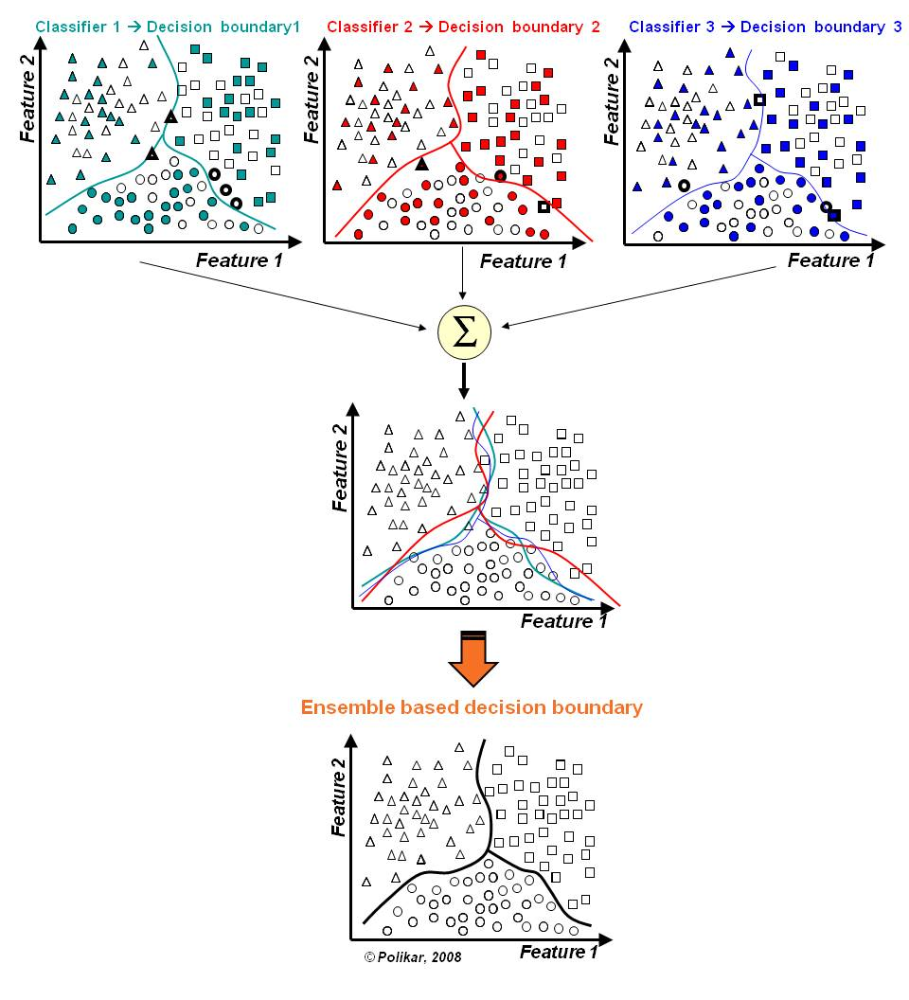 Classifier 1 → Decision boundary1
Classifier 2 → Decision boundary 2
Classifier 3 → Decision boundary 3
Feature 2
Feature 1
Feature 2
Feature 1
Feature 2
Feature 1
Σ
Feature 2
Feature 1
Ensemble based decision boundary
Feature 2
Feature 1
© Polikar, 2008